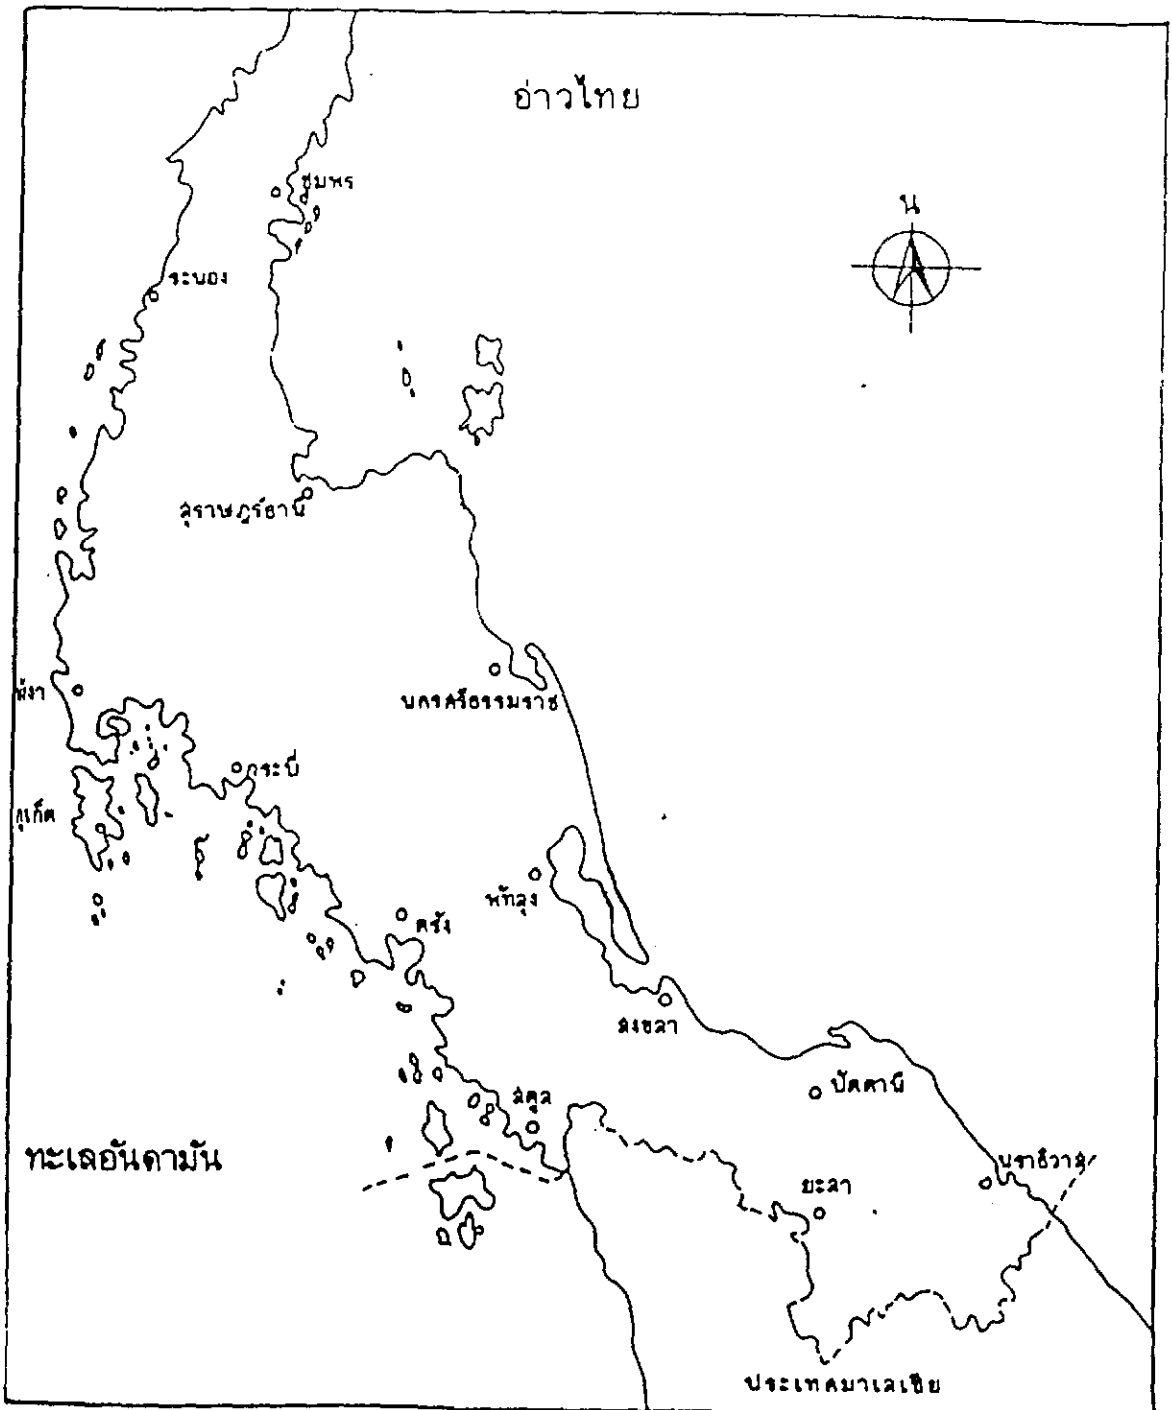 อ่าวไทย
ชุมพร
น
ระนอง
สุราษฎร์ธานี
พังงา
นครศรีธรรมราช
กระบี่
ภูเก็ต
พัทลุง
ตรัง
สงขลา
ปัตตานี
สตูล
ทะเลอันดามัน
นราธิวาส
ยะลา
ประเทศมาเลเซีย